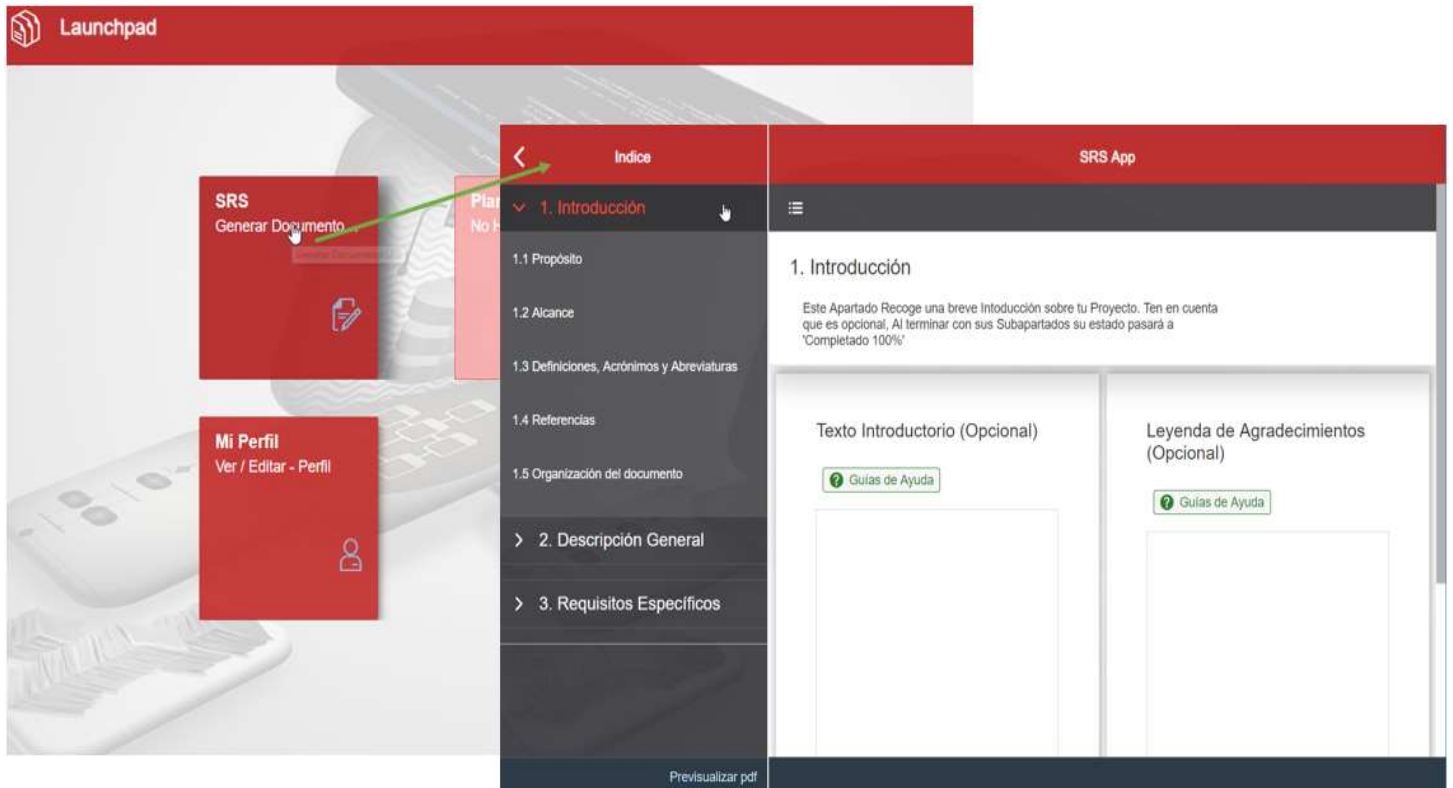 Launchpad
SRS
Generar Documento
Mi Perfil
Ver / Editar - Perfil
Indice
1. Introducción
1.1 Propósito
1.2 Alcance
1.3 Definiciones, Acrónimos y Abreviaturas
1.4 Referencias
1.5 Organización del documento
2. Descripción General
3. Requisitos Específicos
Previsualizar pdf
SRS App
1. Introducción
Este Apartado Recoge una breve Intoducción sobre tu Proyecto. Ten en cuenta
que es opcional, Al terminar con sus Subapartados su estado pasará a
'Completado 100%'
Texto Introductorio (Opcional)
Guías de Ayuda
Leyenda de Agradecimientos
(Opcional)
Guías de Ayuda